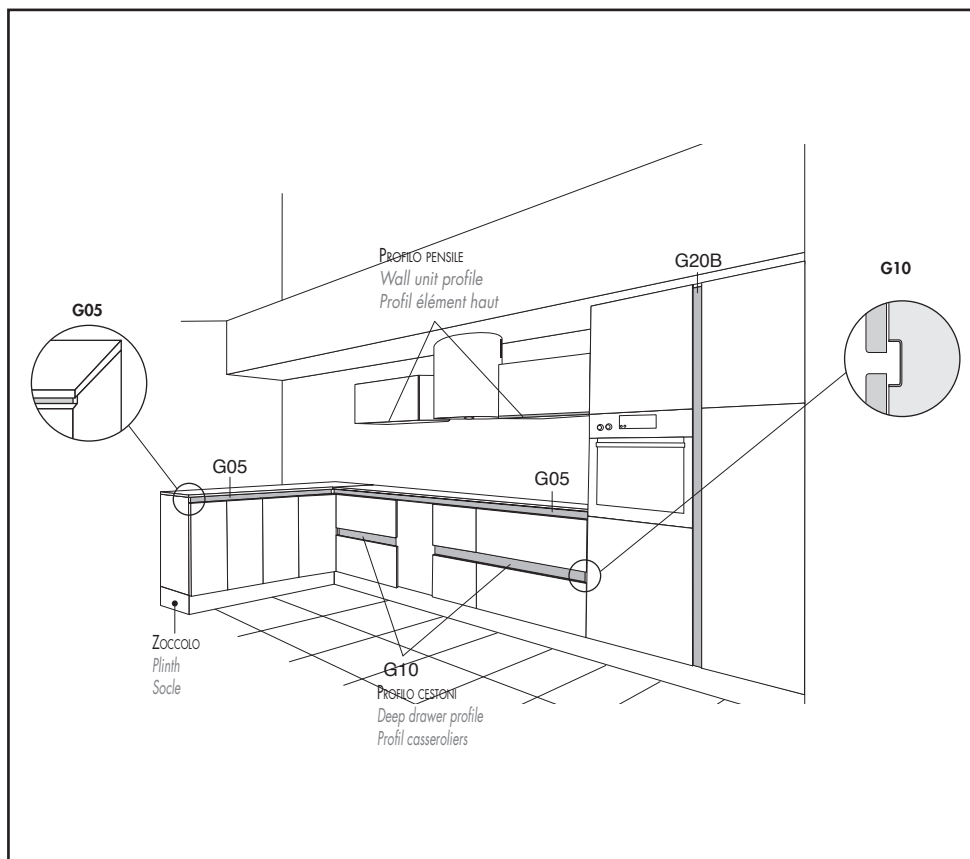 PROFILO PENSILE
Wall unit profile
Profil élément haut
G20B
G10
G05
G05
G05
ZOCCOLO
Plinth
Socle
G10
PROFILO CESTONI
Deep drawer profile
Profil casseroliers